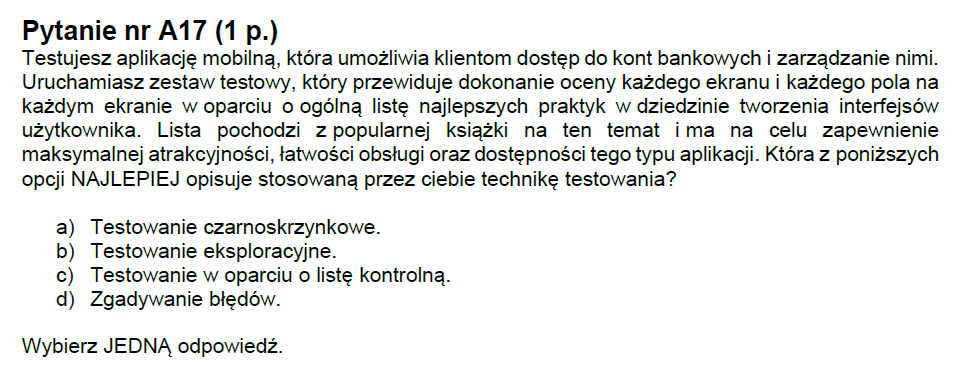 Pytanie nr A17 (1 p.)
Testujesz aplikację mobilną, która umożliwia klientom dostęp do kont bankowych i zarządzanie nimi.
Uruchamiasz zestaw testowy, który przewiduje dokonanie oceny każdego ekranu i każdego pola na
każdym ekranie w oparciu o ogólną listę najlepszych praktyk w dziedzinie tworzenia interfejsów
użytkownika. Lista pochodzi z popularnej książki na ten temat i ma na celu zapewnienie
maksymalnej atrakcyjności, łatwości obsługi oraz dostępności tego typu aplikacji. Która z poniższych
opcji NAJLEPIEJ opisuje stosowaną przez ciebie technikę testowania?
a) Testowanie czarnoskrzynkowe.
b) Testowanie eksploracyjne.
c) Testowanie w oparciu o listę kontrolną.
d) Zgadywanie błędów.
Wybierz JEDNĄ odpowiedź.